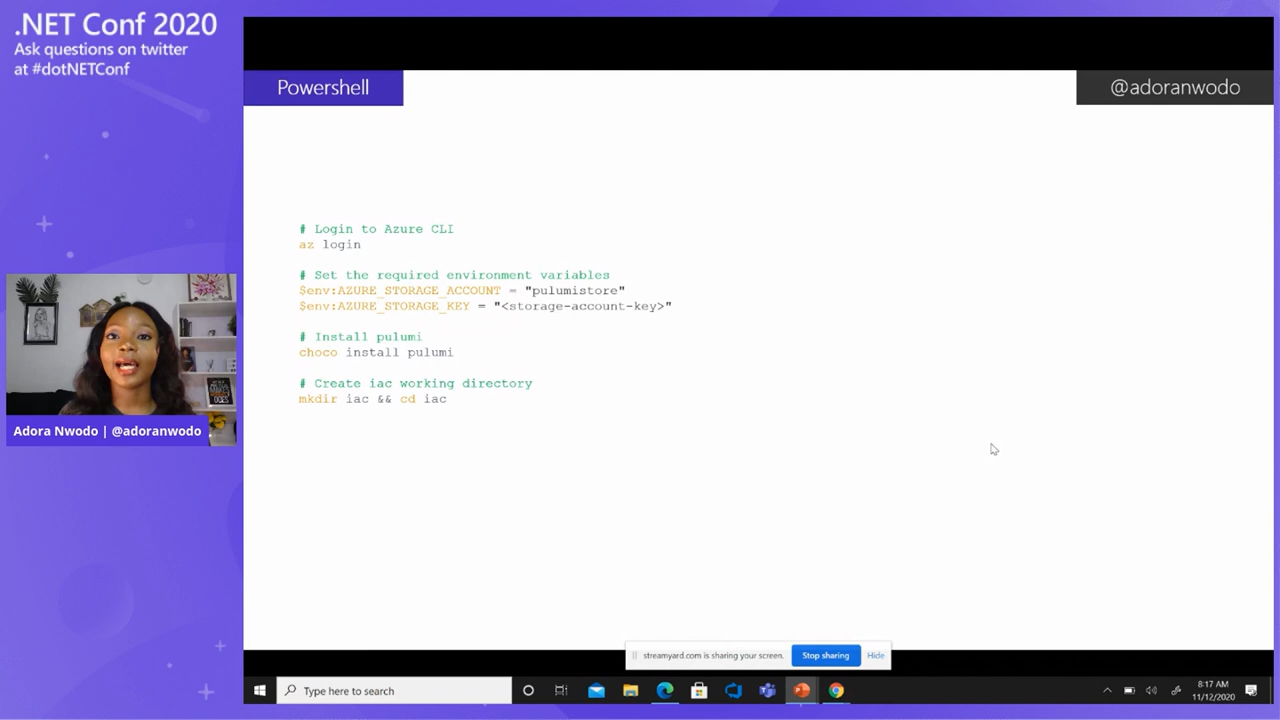 .NET Conf 2020
Ask questions on twitter
at #dotNETConf
Powershell
@adoranwodo
# Login to Azure CLI
az login
# Set the required environment variables
$env:AZURE_STORAGE_ACCOUNT = "pulumistore"
$env:AZURE_STORAGE_KEY = "<storage-account-key>"
# Install pulumi
choco install pulumi
# Create iac working directory
mkdir iac && cd iac
Adora Nwodo | @adoranwodo
streamyard.com is sharing your screen.
Stop sharing
Hide
Type here to search
8:17 AM
11/12/2020